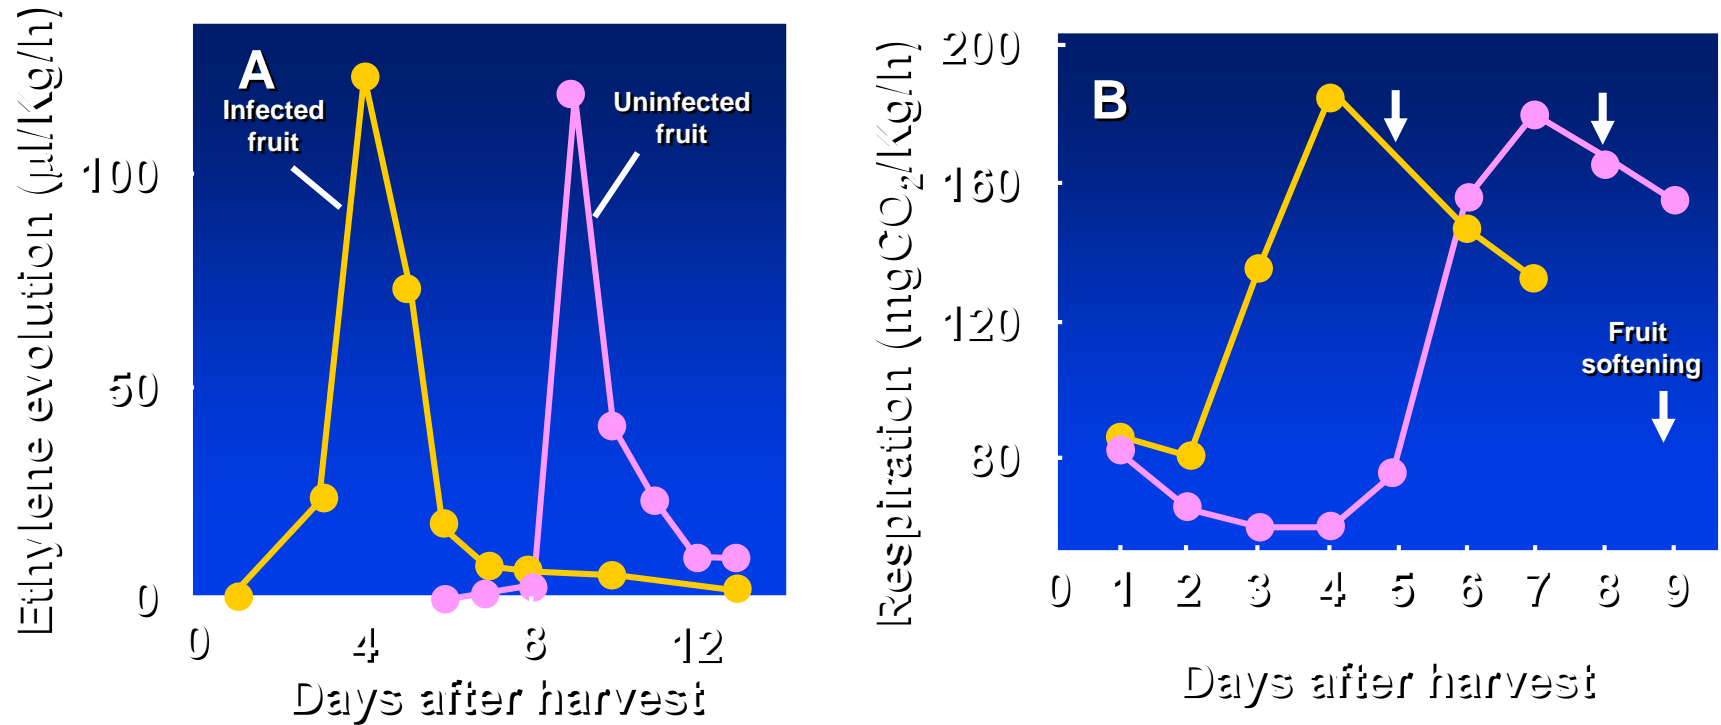 A
Infected
fruit
Uninfected
fruit
Ethylene evolution (µl/Kg/h)
100
50
0
0 4 8 12
Days after harvest
B
Respiration (mgCO2/Kg/h)
200
160
120
80
Fruit
softening
0 1 2 3 4 5 6 7 8 9
Days after harvest